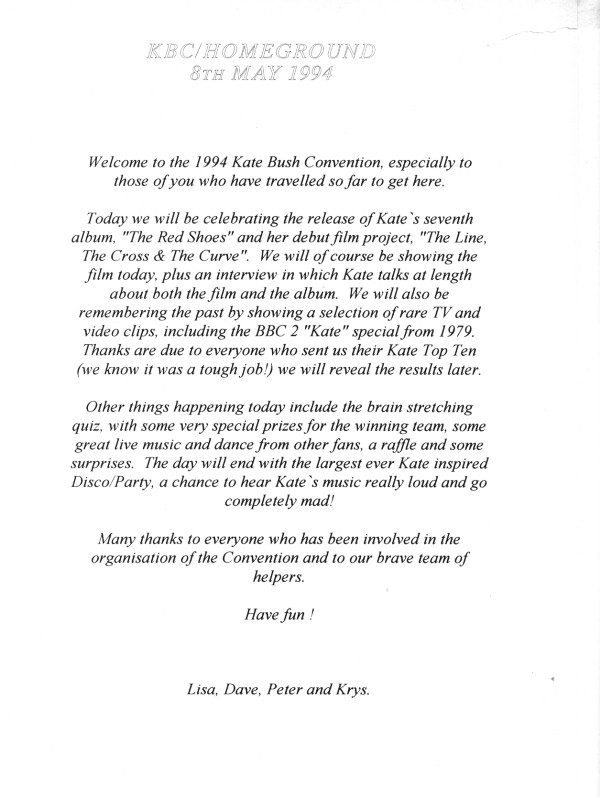 KBC/HOMEGROUND
8TH MAY 1994
Welcome to the 1994 Kate Bush Convention, especially to
those of you who have travelled so far to get here.
Today we will be celebrating the release of Kate`s seventh
album, "The Red Shoes" and her debut film project, "The Line,
The Cross & The Curve".  We will of course be showing the
film today, plus an interview in which Kate talks at length
about both the film and the album.  We will also be
remembering the past by showing a selection of rare TV and
video clips, including the BBC 2 "Kate" special from 1979.
Thanks are due to everyone who sent us their Kate Top Ten
(we know it was a tough job!) we will reveal the results later.
Other things happening today include the brain stretching
quiz, with some very special prizes for the winning team, some
great live music and dance from other fans, a raffle and some
surprises.  The day will end with the largest ever Kate inspired
Disco/Party, a chance to hear Kate`s music really loud and go
completely mad!
Many thanks to everyone who has been involved in the
organisation of the Convention and to our brave team of
helpers.
Have fun !
Lisa, Dave, Peter and Krys.